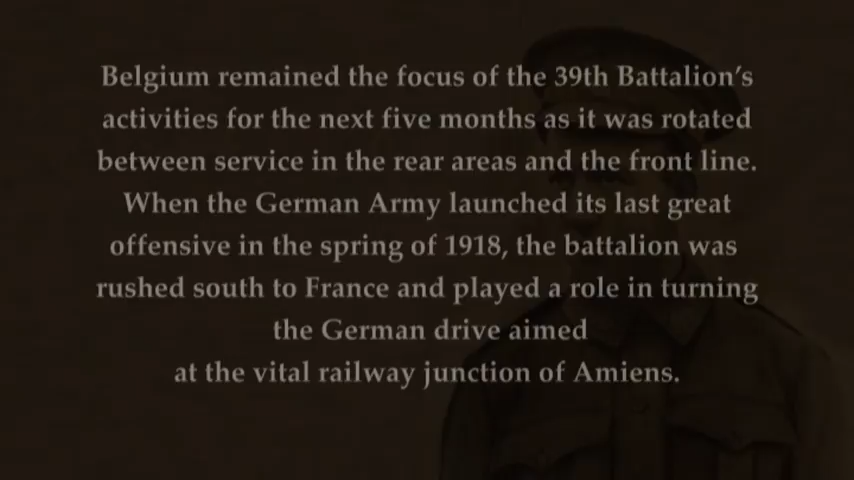 Belgium remained the focus of the 39th Battalion's
activities for the next five months as it was rotated
between service in the rear areas and the front line.
When the German Army launched its last great
offensive in the spring of 1918, the battalion was
rushed south to France and played a role in turning
the German drive aimed
at the vital railway junction of Amiens.